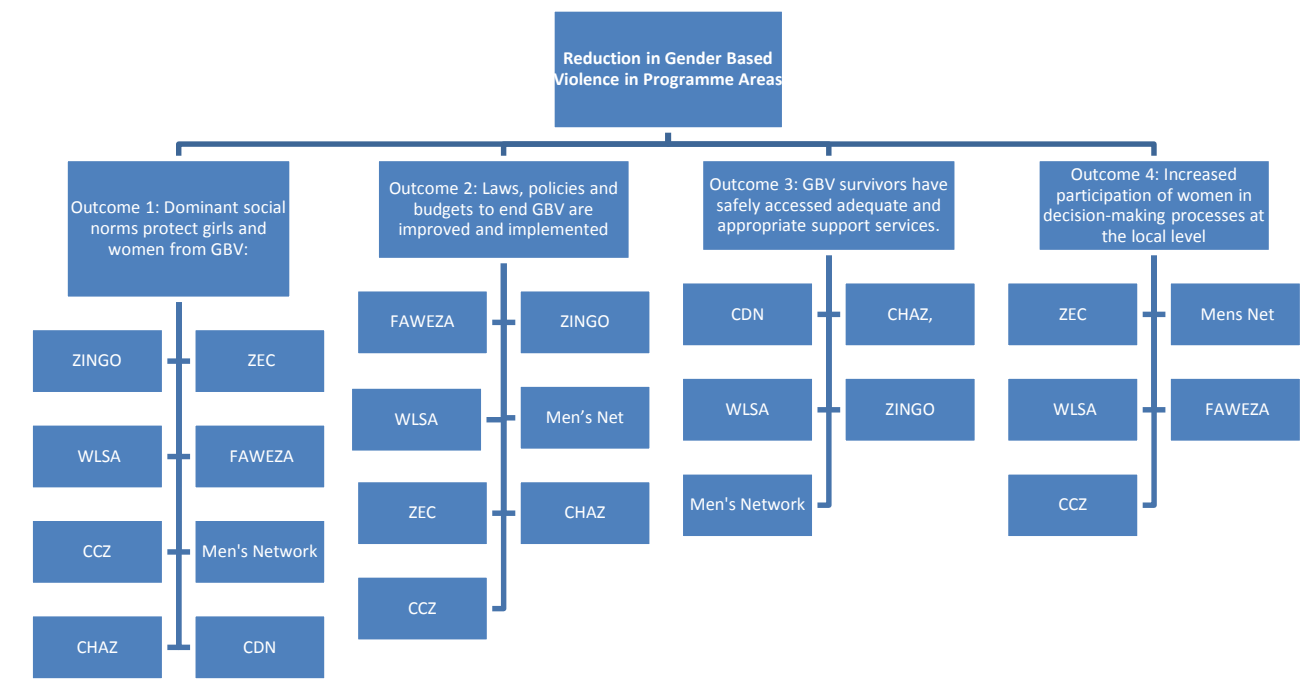 Reduction in Gender Based
Violence in Programme Areas
Outcome 1: Dominant social
norms protect girls and
women from GBV:
ZINGO
ZEC
WLSA
FAWEZA
CCZ
Men's Network
CHAZ
CDN
Outcome 2: Laws, policies and
budgets to end GBV are
improved and implemented
FAWEZA
ZINGO
WLSA
Men’s Net
ZEC
CHAZ
CCZ
Outcome 3: GBV survivors have
safely accessed adequate and
appropriate support services.
CDN
CHAZ,
WLSA
ZINGO
Men's Network
Outcome 4: Increased
participation of women in
decision-making processes at
the local level
ZEC
Mens Net
WLSA
FAWEZA
CCZ